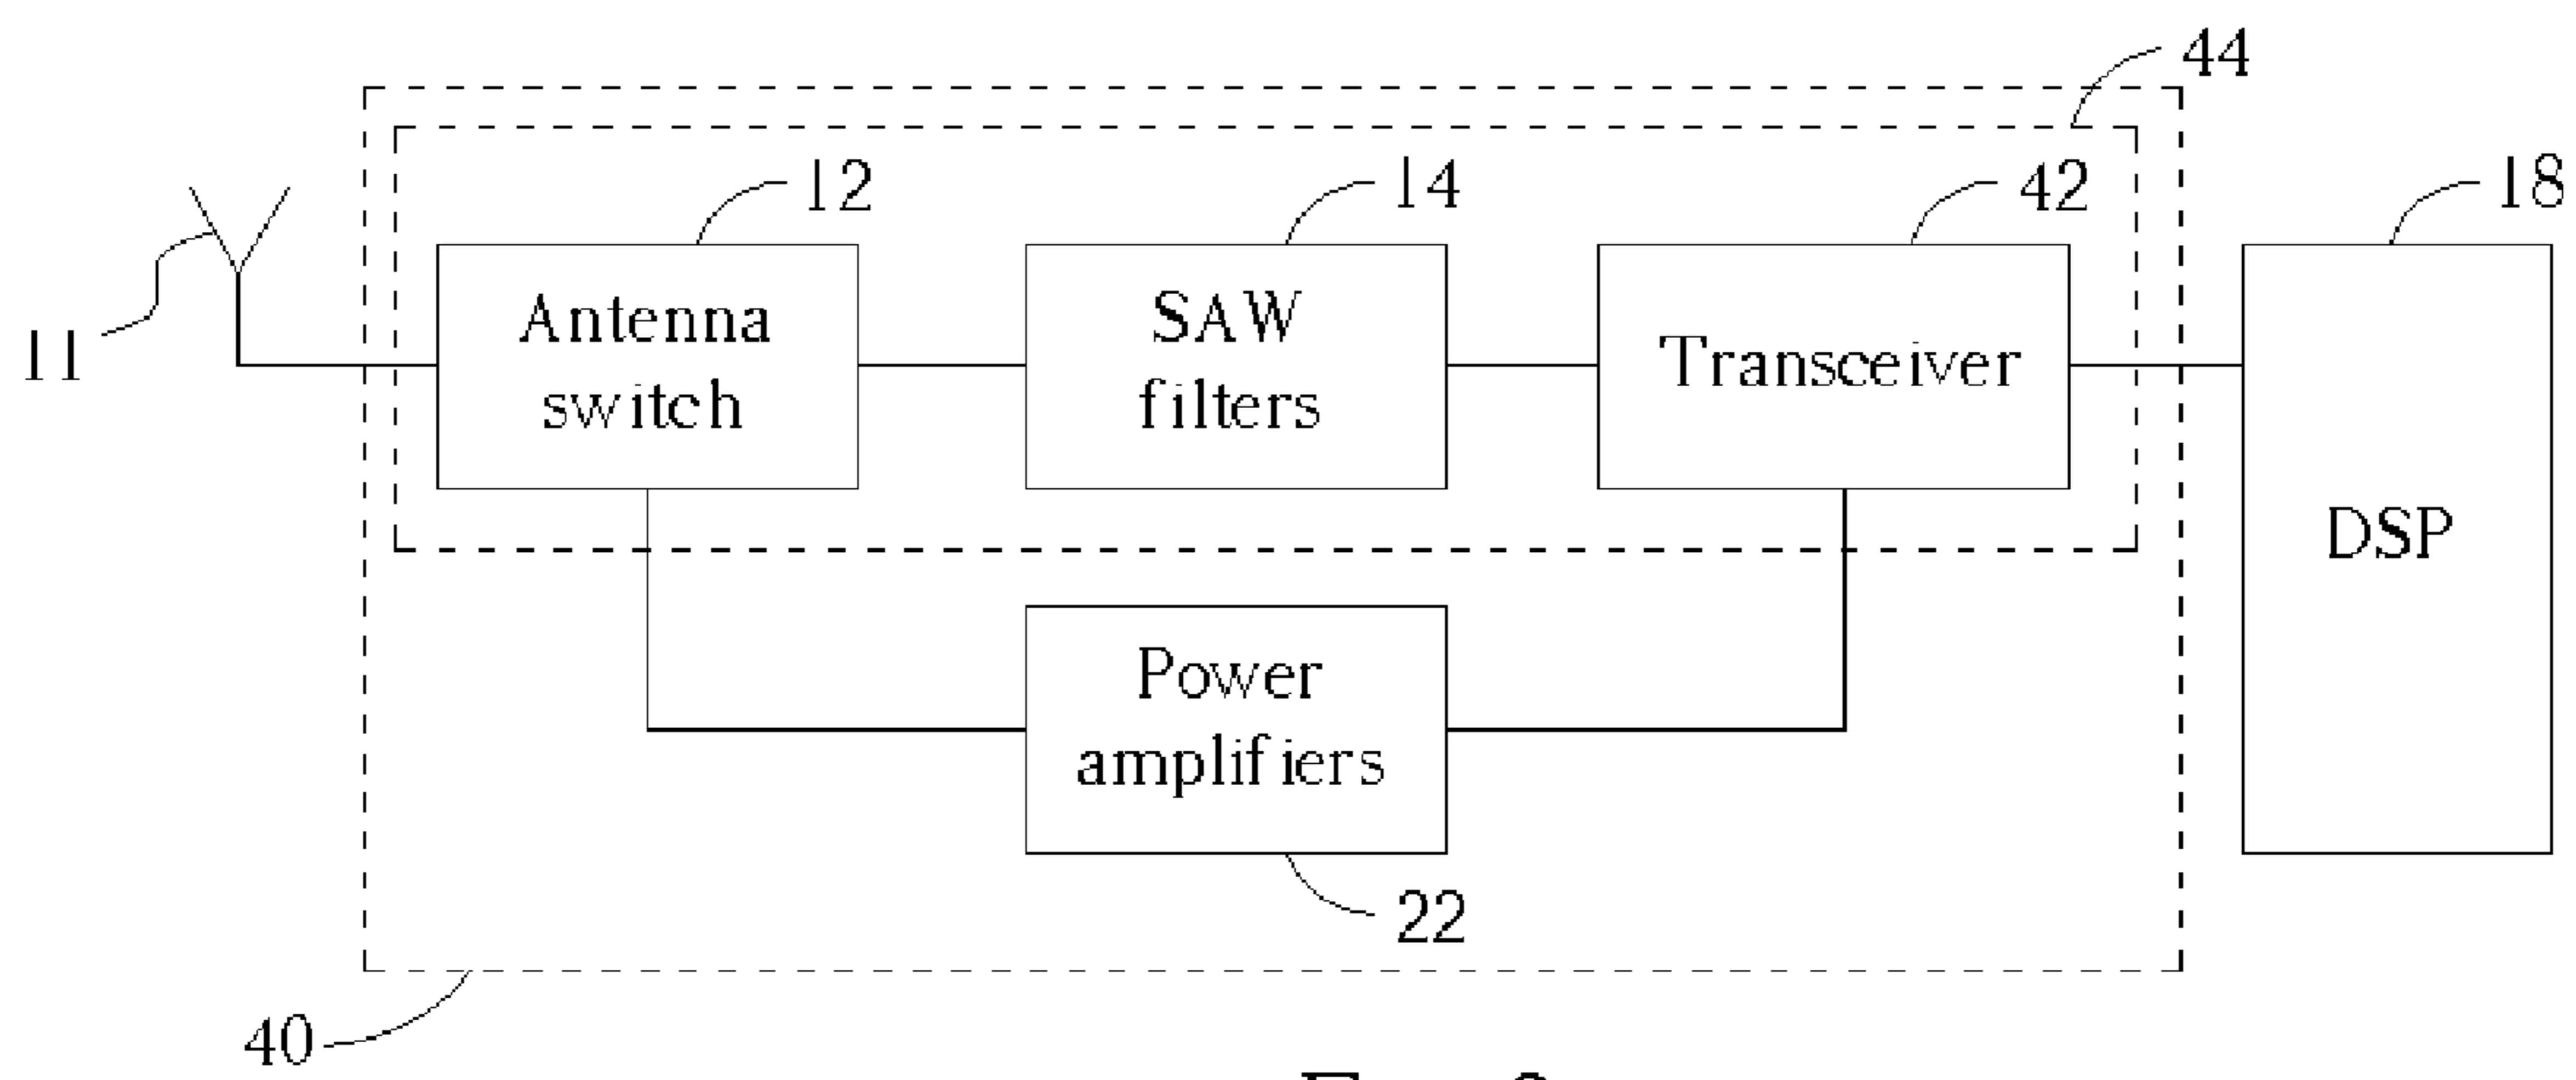 44
12
14
42
18
11
Antenna
switch
SAW
filters
Transceiver
DSP
Power
amplifiers
22
40